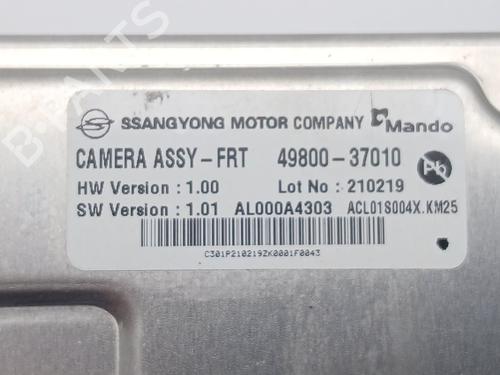 SSANGYONG MOTOR COMPANY Mando
CAMERA ASSY-FRT 49800-37010
HW Version : 1.00 Lot No : 210219
SW Version : 1.01 AL000A4303 ACL01S004X.KM25
Pb
C301P210219ZK0001F0043
B-PARTS